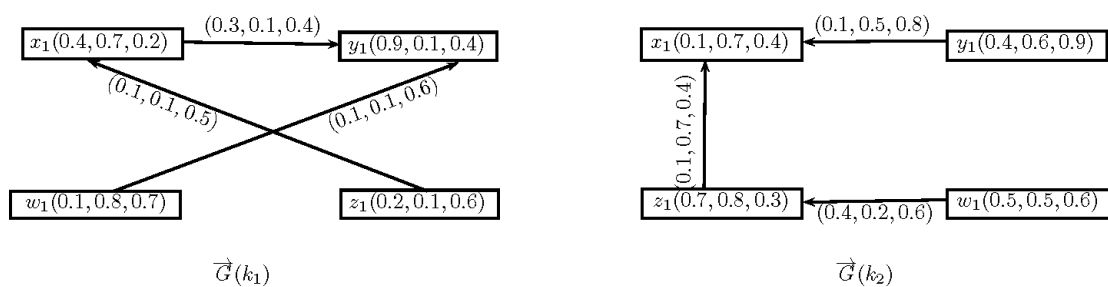 (0.3, 0.1, 0.4)
x₁(0.4, 0.7, 0.2)
y₁(0.9, 0.1, 0.4)
(0.1, 0.1, 0.5)
(0.1, 0.1, 0.6)
w₁(0.1, 0.8, 0.7)
z₁(0.2, 0.1, 0.6)
G⃗(k₁)
(0.1, 0.5, 0.8)
x₁(0.1, 0.7, 0.4)
y₁(0.4, 0.6, 0.9)
(0.1, 0.7, 0.4)
z₁(0.7, 0.8, 0.3)
w₁(0.5, 0.5, 0.6)
(0.4, 0.2, 0.6)
G⃗(k₂)